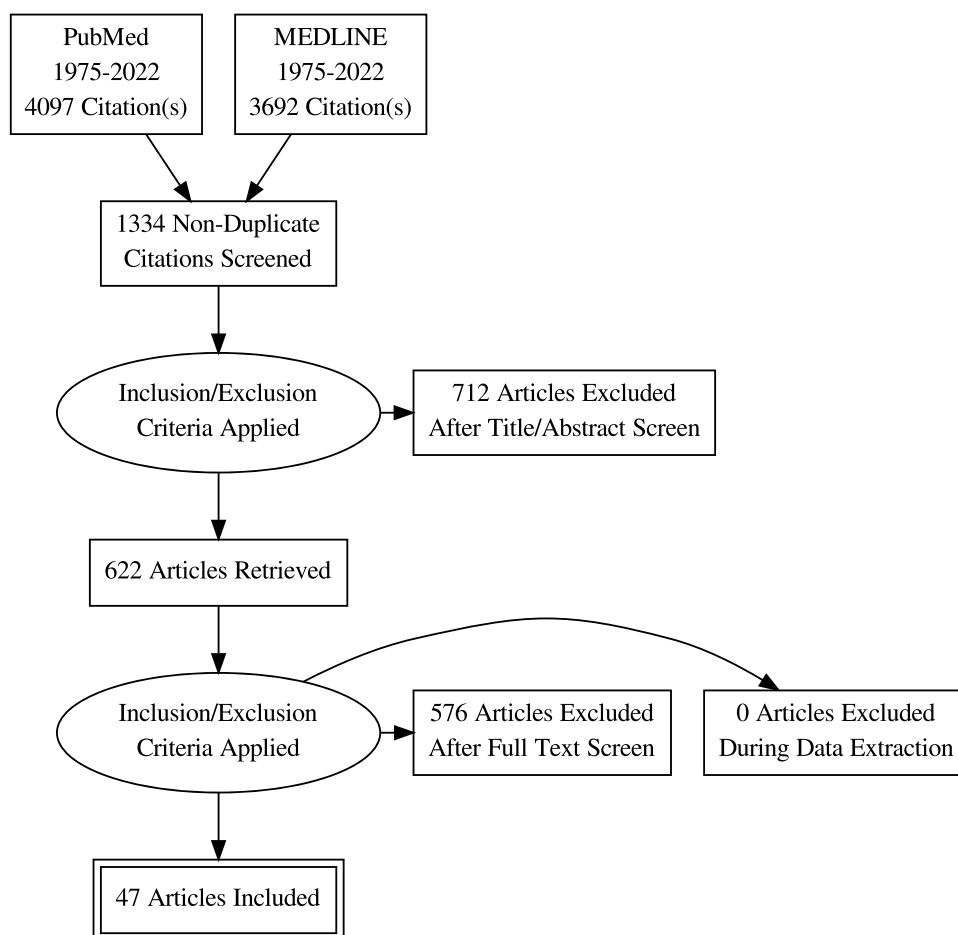 PubMed
1975-2022
4097 Citation(s)
MEDLINE
1975-2022
3692 Citation(s)
1334 Non-Duplicate
Citations Screened
Inclusion/Exclusion
Criteria Applied
712 Articles Excluded
After Title/Abstract Screen
622 Articles Retrieved
Inclusion/Exclusion
Criteria Applied
576 Articles Excluded
After Full Text Screen
0 Articles Excluded
During Data Extraction
47 Articles Included